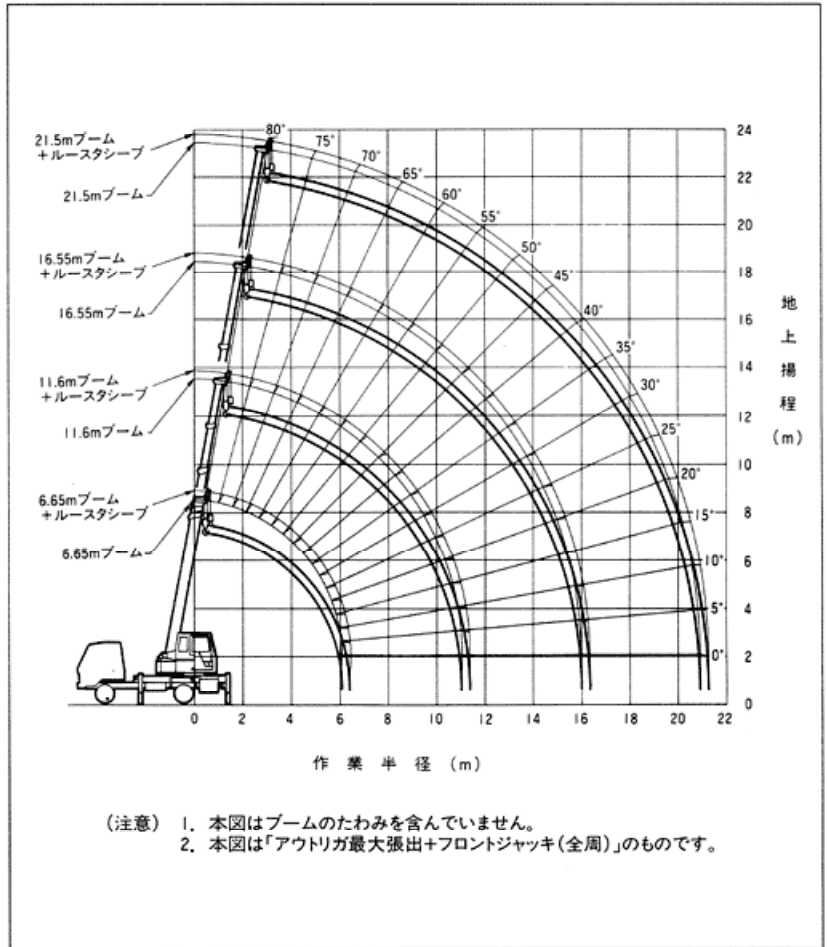 21.5mブーム
+ルースタシーブ
21.5mブーム
16.55mブーム
+ルースタシーブ
16.55mブーム
11.6mブーム
+ルースタシーブ
11.6mブーム
6.65mブーム
+ルースタシーブ
6.65mブーム
80°
75°
70°
65°
60°
55°
50°
45°
40°
35°
30°
25°
20°
15°
10°
5°
0°
24
22
20
18
16
14
12
10
8
6
4
2
0
地上揚程
(m)
0 2 4 6 8 10 12 14 16 18 20 22
作業半径 (m)
(注意) 1. 本図はブームのたわみを含んでいません。
2. 本図は「アウトリガ最大張出+フロントジャッキ(全周)」のものです。